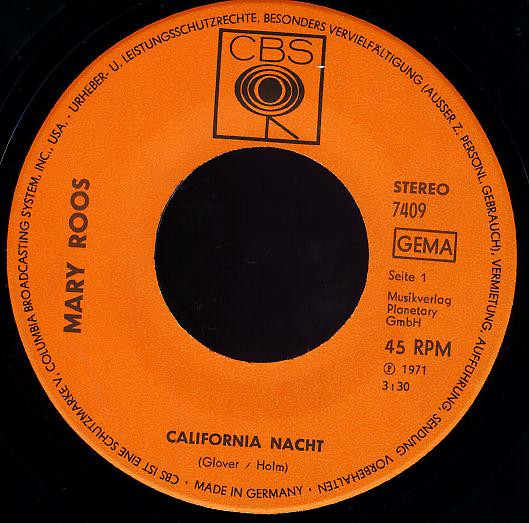 CBS
MARY ROOS
STEREO
7409
GEMA
Seite 1
Musikverlag
Planetary
GmbH
45 RPM
Ⓟ 1971
3:30
CALIFORNIA NACHT
(Glover / Holm)
CBS IST EINE SCHUTZMARKE V. COLUMBIA BROADCASTING SYSTEM, INC., USA. · URHEBER- U. LEISTUNGSSCHUTZRECHTE, BESONDERS VERVIELFÄLTIGUNG (AUSSER Z. PERSÖNL. GEBRAUCH), VERMIETUNG, AUFFÜHRUNG, SENDUNG VORBEHALTEN · MADE IN GERMANY ·